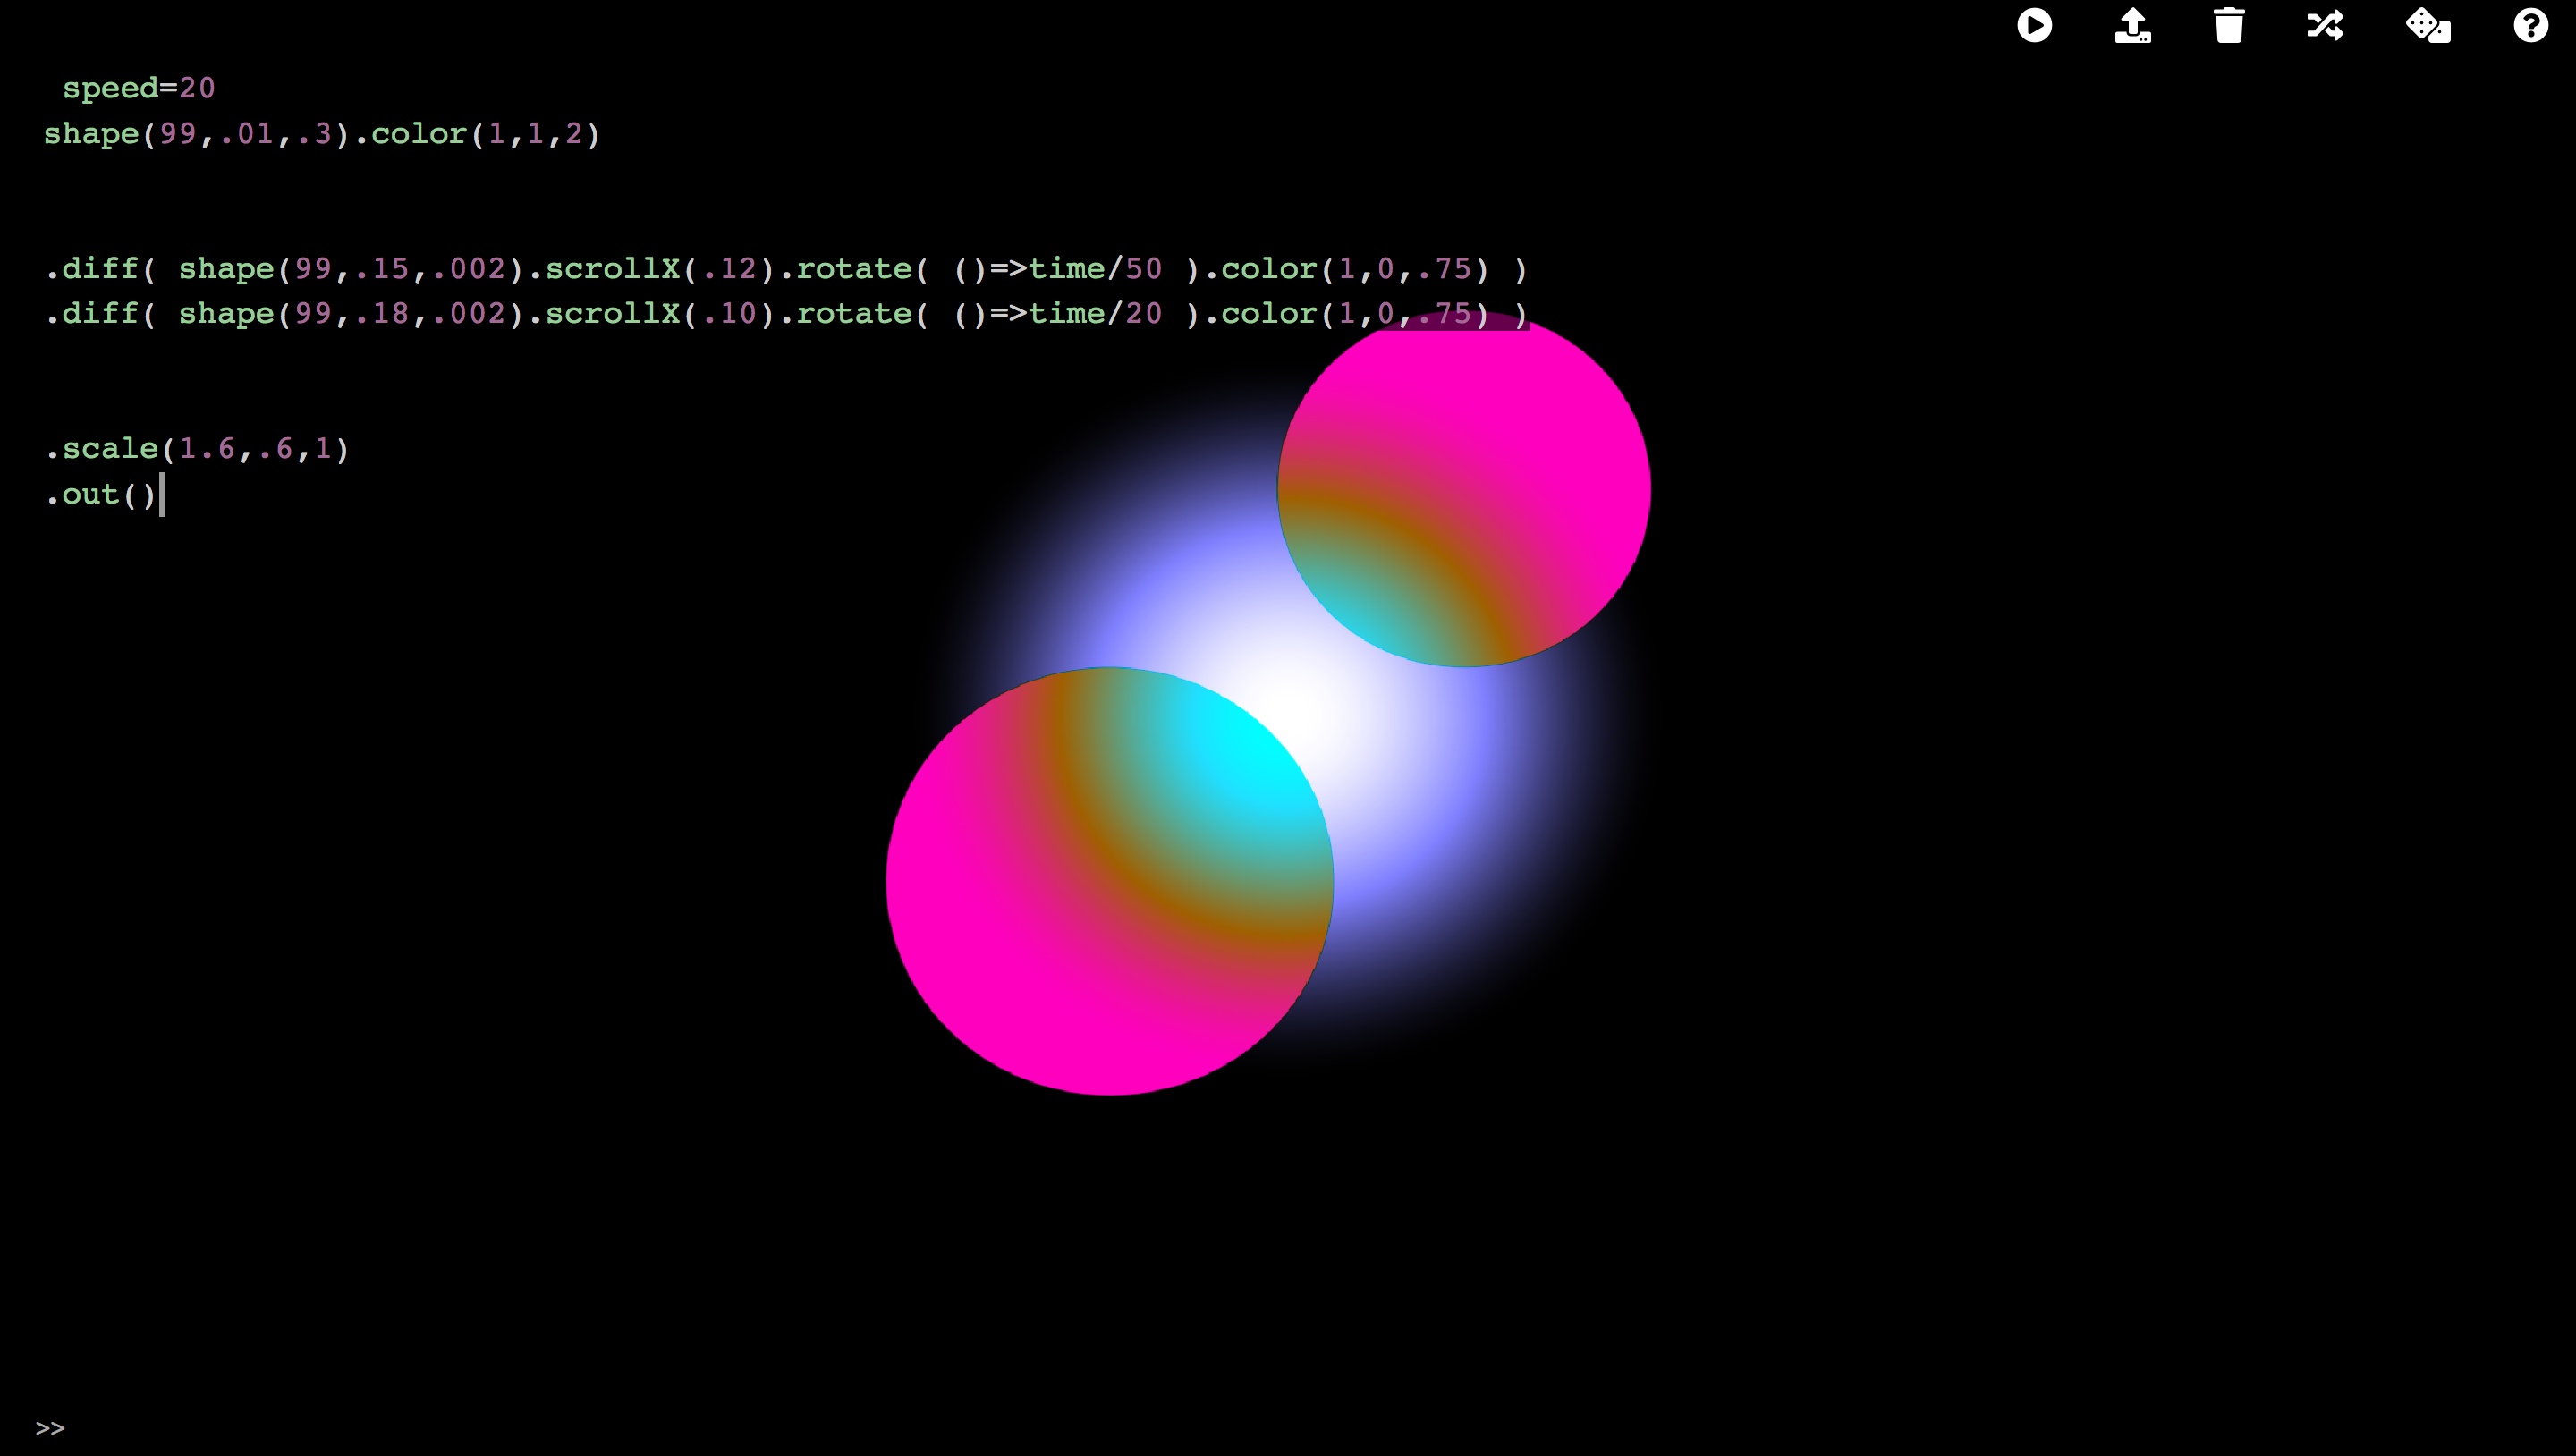 speed=20
shape(99,.01,.3).color(1,1,2)
.diff( shape(99,.15,.002).scrollX(.12).rotate( ()=>time/50 ).color(1,0,.75) )
.diff( shape(99,.18,.002).scrollX(.10).rotate( ()=>time/20 ).color(1,0,.75) )
.scale(1.6,.6,1)
.out()
>>